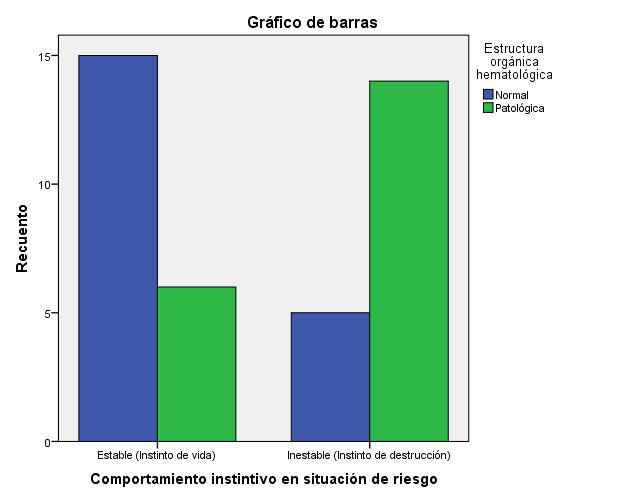 Gráfico de barras
Estructura
orgánica
hematológica
Normal
Patológica
Recuento
15
10
5
0
Estable (Instinto de vida)
Inestable (Instinto de destrucción)
Comportamiento instintivo en situación de riesgo